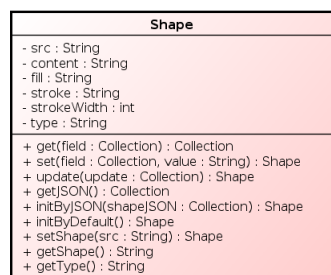 Shape
- src : String
- content : String
- fill : String
- stroke : String
- strokeWidth : int
- type : String
+ get(field : Collection) : Collection
+ set(field : Collection, value : String) : Shape
+ update(update : Collection) : Shape
+ getJSON() : Collection
+ initByJSON(shapeJSON : Collection) : Shape
+ initByDefault() : Shape
+ setShape(src : String) : Shape
+ getShape() : String
+ getType() : String